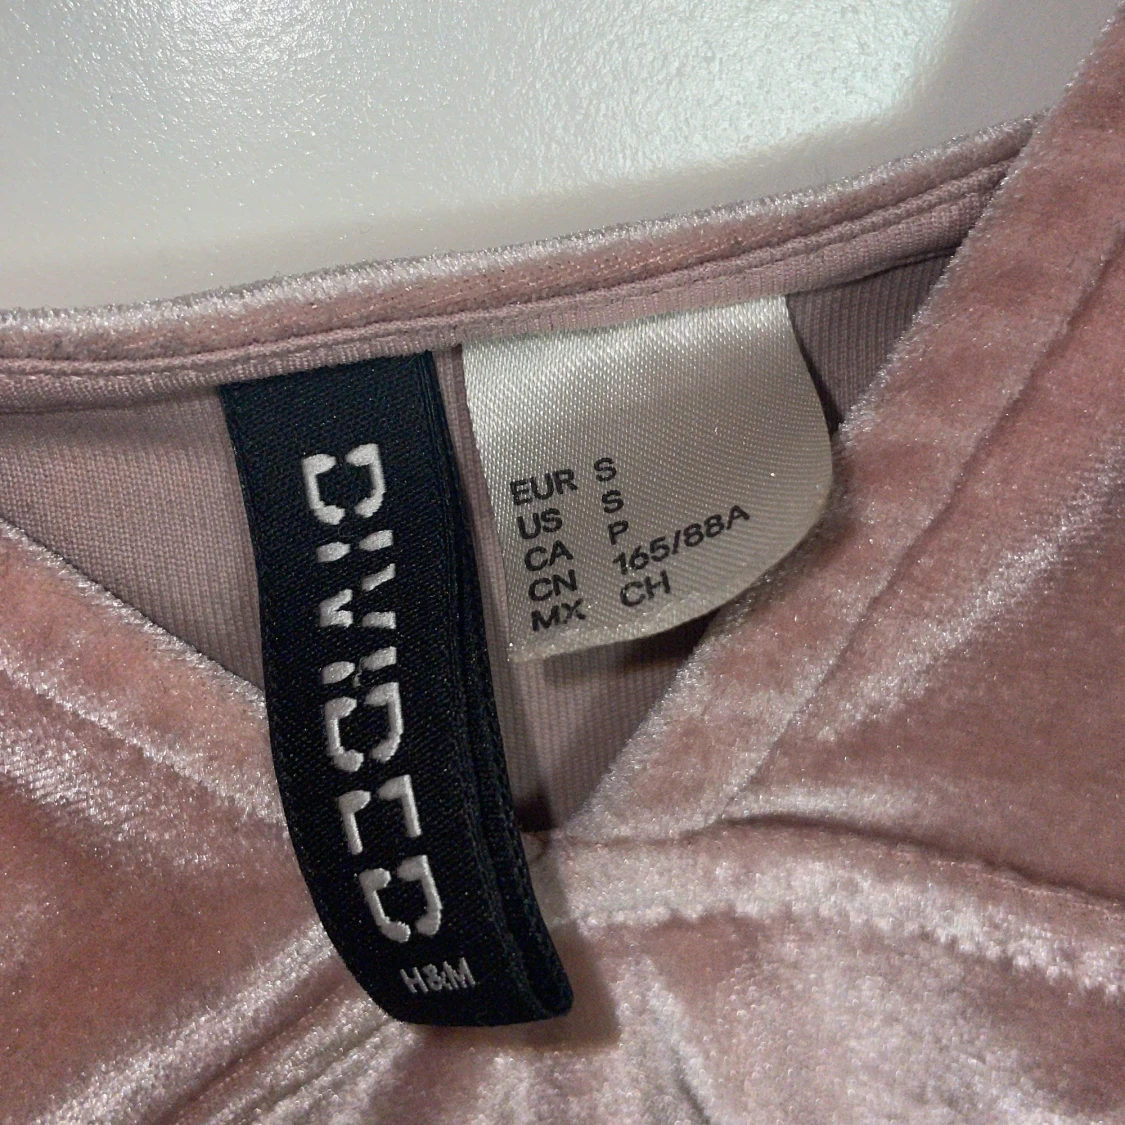 DIVIDED
H&M
EUR S
US S
CA P
CN 165/88A
MX CH